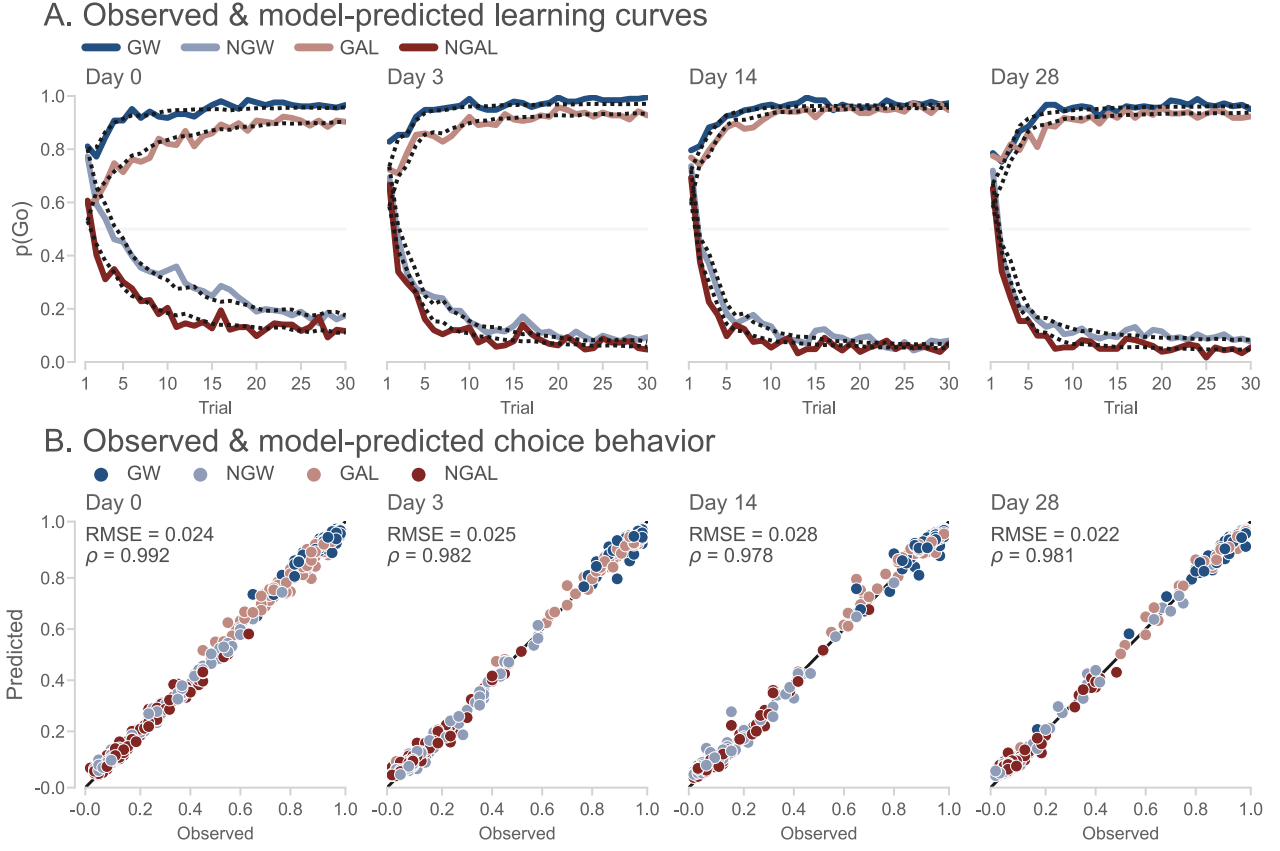 A. Observed & model-predicted learning curves
GW NGW GAL NGAL
Day 0 Day 3 Day 14 Day 28
1.0
0.8
0.6
0.4
0.2
0.0
p(Go)
1 5 10 15 20 25 30 1 5 10 15 20 25 30 1 5 10 15 20 25 30 1 5 10 15 20 25 30
Trial Trial Trial Trial
B. Observed & model-predicted choice behavior
GW NGW GAL NGAL
Day 0 Day 3 Day 14 Day 28
RMSE = 0.024 RMSE = 0.025 RMSE = 0.028 RMSE = 0.022
ρ = 0.992 ρ = 0.982 ρ = 0.978 ρ = 0.981
1.0
0.8
0.6
0.4
0.2
-0.0
Predicted
-0.0 0.2 0.4 0.6 0.8 1.0 -0.0 0.2 0.4 0.6 0.8 1.0 -0.0 0.2 0.4 0.6 0.8 1.0 -0.0 0.2 0.4 0.6 0.8 1.0
Observed Observed Observed Observed